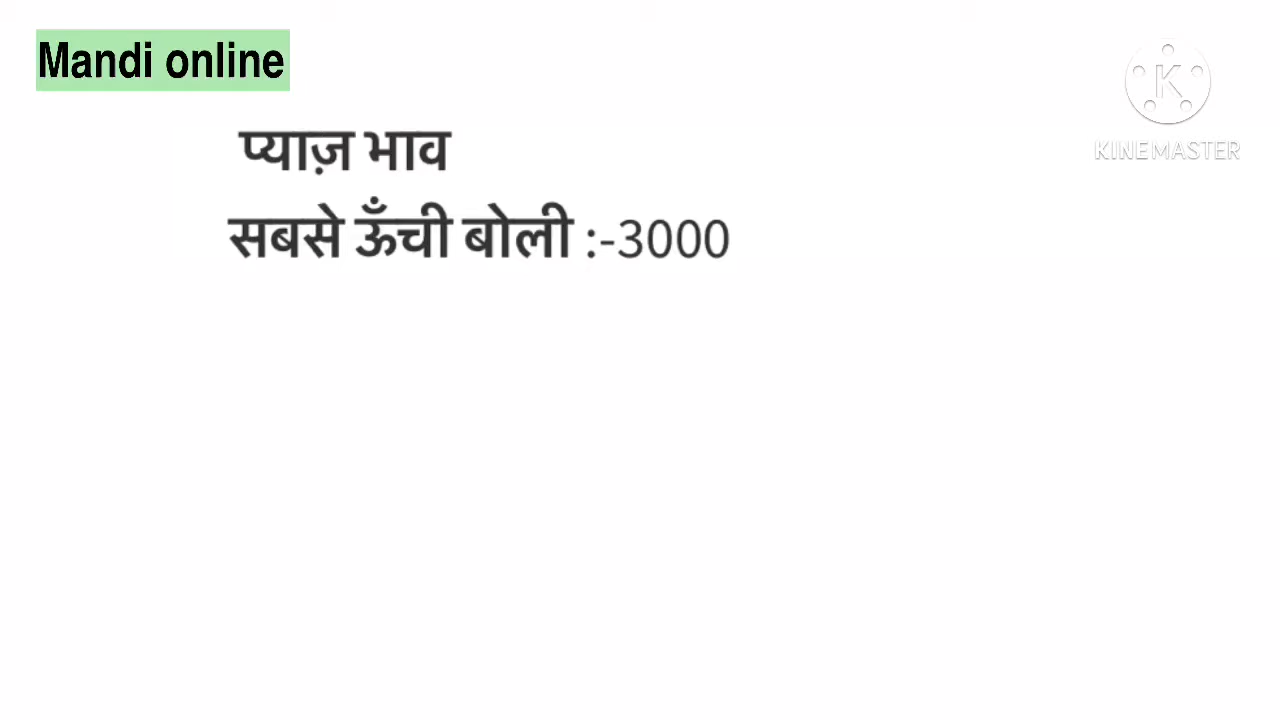 Mandi online
KINEMASTER
प्याज़ भाव
सबसे ऊँची बोली :-3000